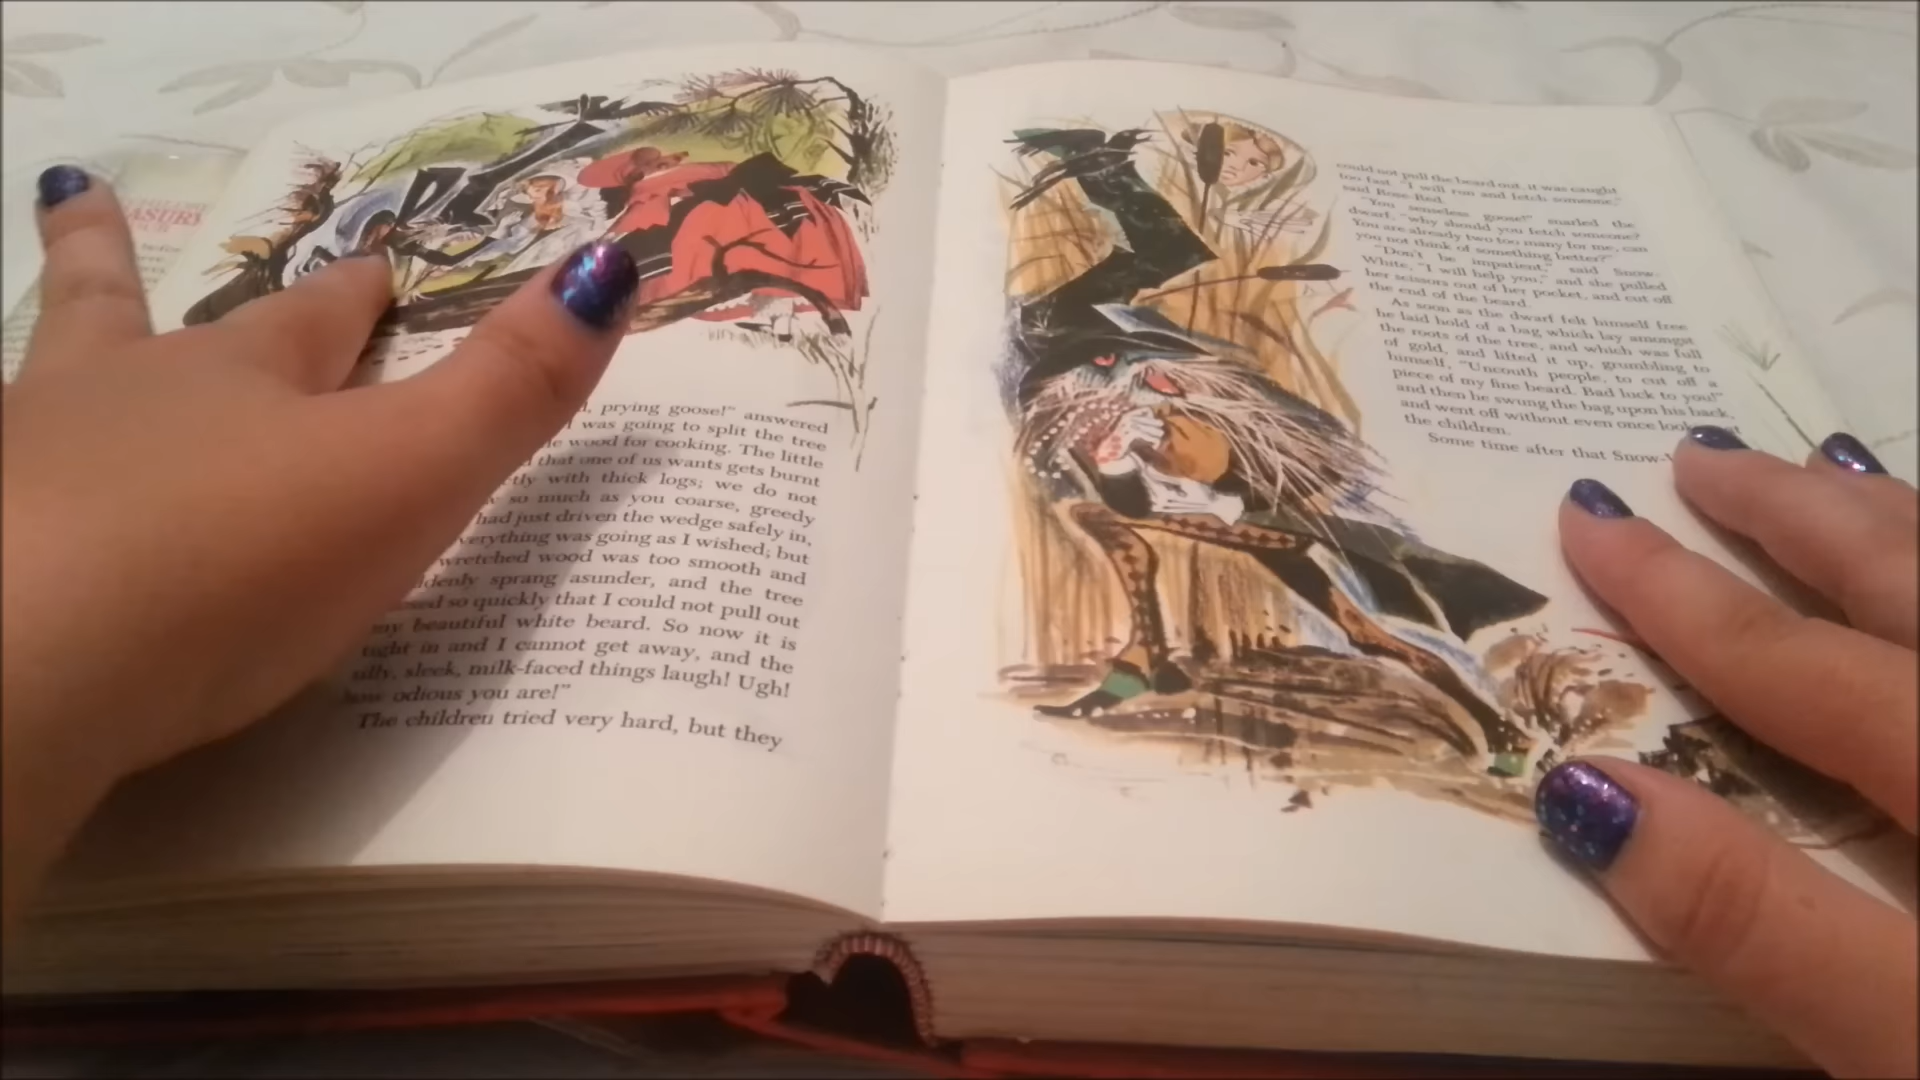 ASURY
, prying goose!" answered
I was going to split the tree
wood for cooking. The little
that one of us wants gets burnt
with thick logs; we do not
so much as you coarse, greedy
had just driven the wedge safely in,
verything was going as I wished; but
wretched wood was too smooth and
ddenly sprang asunder, and the tree
so quickly that I could not pull out
my beautiful white beard. So now it is
tight in and I cannot get away, and the
silly, sleek, milk-faced things laugh! Ugh!
how odious you are!"
The children tried very hard, but they
could not pull the beard out, it was caught
too fast. "I will run and fetch someone,"
said Rose-Red.
"You senseless goose!" snarled the
dwarf, "why should you fetch someone?
You are already two too many for me, can
you not think of something better?"
"Don't be impatient," said Snow-
White, "I will help you," and she pulled
her scissors out of her pocket, and cut off
the end of the beard.
As soon as the dwarf felt himself free
he laid hold of a bag which lay amongst
the roots of the tree, and which was full
of gold, and lifted it up, grumbling to
himself, "Uncouth people, to cut off a
piece of my fine beard. Bad luck to you!"
and then he swung the bag upon his back,
and went off without even once look
the children.
Some time after that Snow-